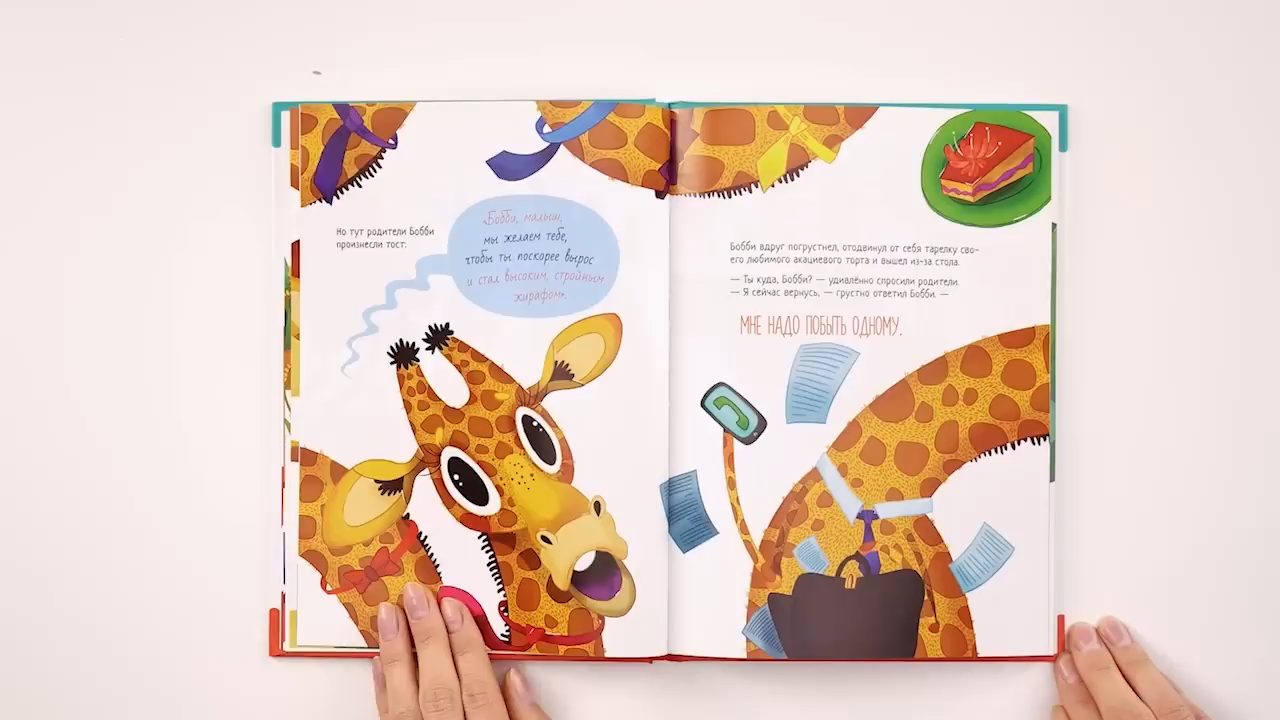 Но тут родители Бобби
произнесли тост:
«Бобби, малыш,
мы желаем тебе,
чтобы ты поскорее вырос
и стал высоким, стройным
жирафом».
Бобби вдруг погрустнел, отодвинул от себя тарелку сво-
его любимого акациевого торта и вышел из-за стола.
— Ты куда, Бобби? — удивлённо спросили родители.
— Я сейчас вернусь, — грустно ответил Бобби. —
МНЕ НАДО ПОБЫТЬ ОДНОМУ.